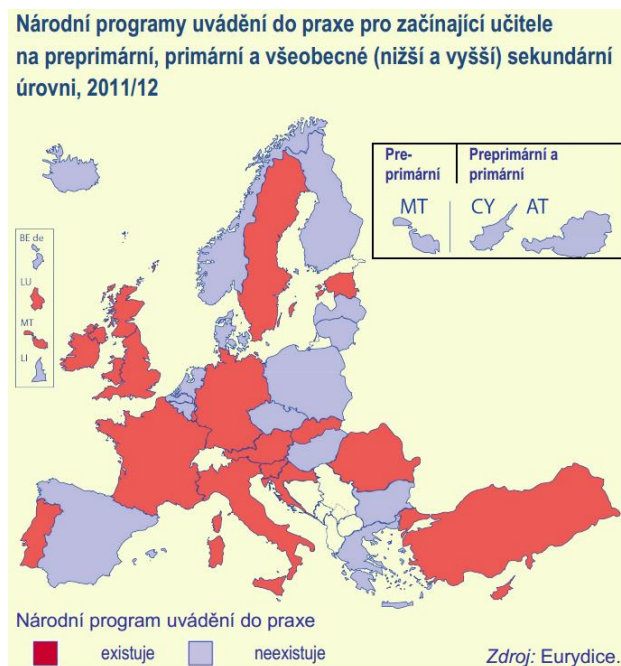 Národní programy uvádění do praxe pro začínající učitele
na preprimární, primární a všeobecné (nižší a vyšší) sekundární
úrovni, 2011/12
Pre-
primární
Preprimární a
primární
MT
CY
AT
BE de
LU
MT
LI
Národní program uvádění do praxe
existuje
neexistuje
Zdroj: Eurydice.